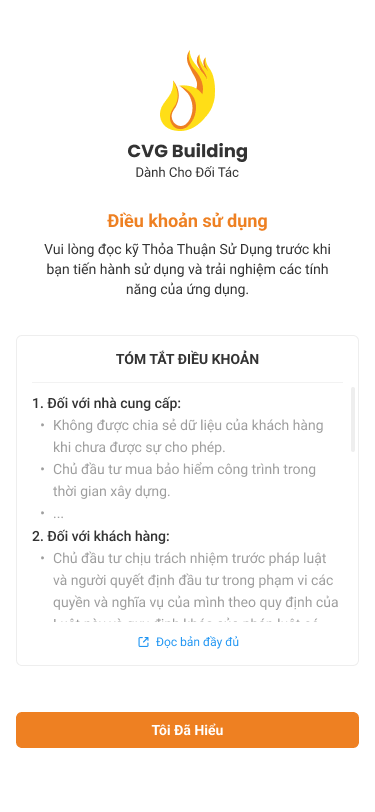 CVG Building
Dành Cho Đối Tác
Điều khoản sử dụng
Vui lòng đọc kỹ Thỏa Thuận Sử Dụng trước khi
bạn tiến hành sử dụng và trải nghiệm các tính
năng của ứng dụng.
TÓM TẮT ĐIỀU KHOẢN
1. Đối với nhà cung cấp:
• Không được chia sẻ dữ liệu của khách hàng
khi chưa được sự cho phép.
• Chủ đầu tư mua bảo hiểm công trình trong
thời gian xây dựng.
• ...
2. Đối với khách hàng:
• Chủ đầu tư chịu trách nhiệm trước pháp luật
và người quyết định đầu tư trong phạm vi các
quyền và nghĩa vụ của mình theo quy định của
Đọc bản đầy đủ
Tôi Đã Hiểu